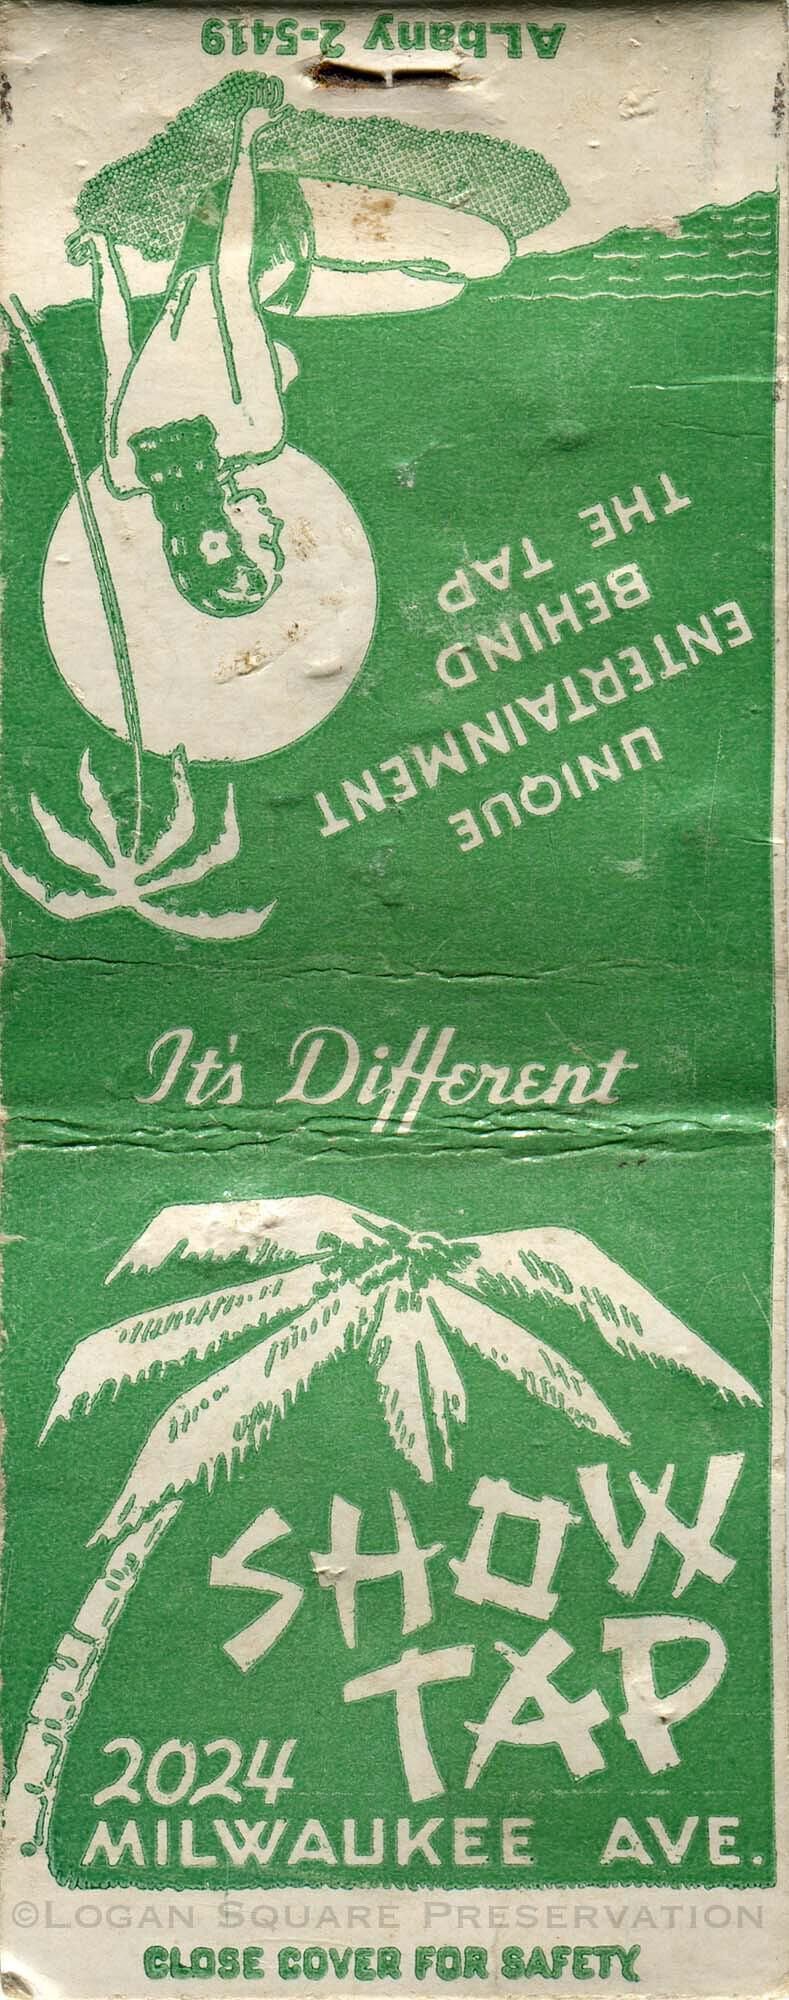 SHOW
TAP
2024
MILWAUKEE AVE.
©LOGAN SQUARE PRESERVATION
CLOSE COVER FOR SAFETY
It's Different
UNIQUE
ENTERTAINMENT
BEHIND
THE TAP
ALbany 2-5419